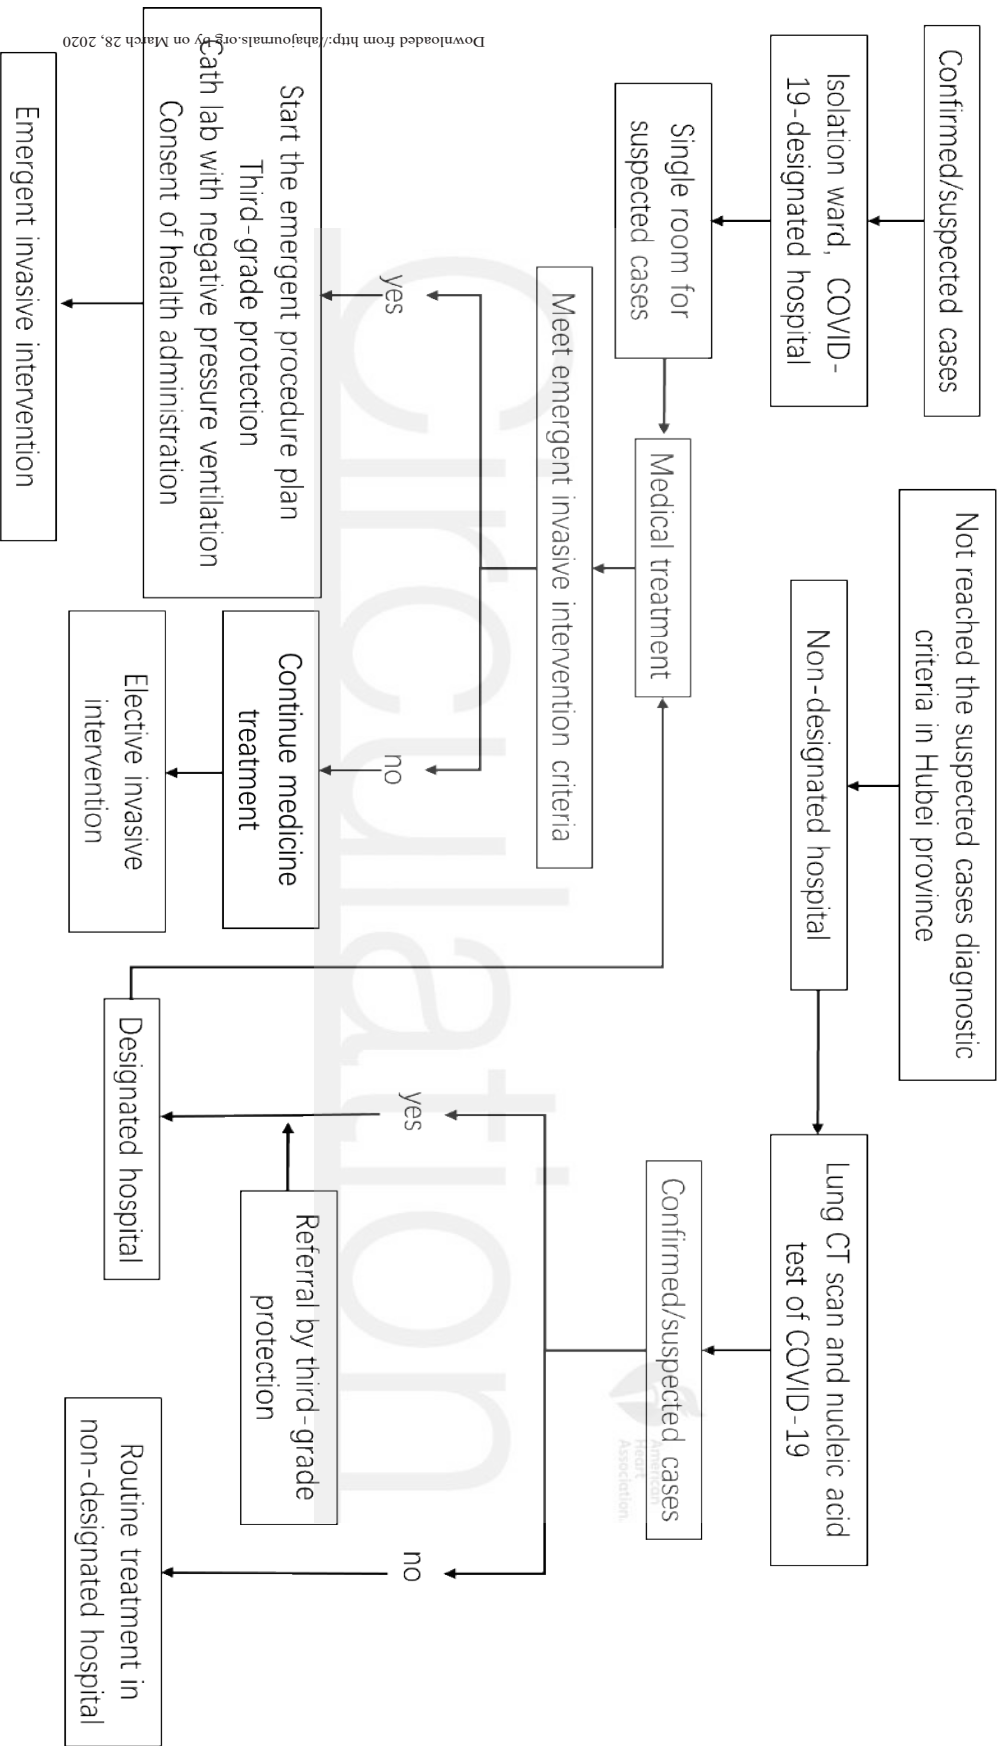 Confirmed/suspected cases
Isolation ward, COVID-
19-designated hospital
Single room for
suspected cases
Medical treatment
Meet emergent invasive intervention criteria
yes
no
Start the emergent procedure plan
Third-grade protection
Cath lab with negative pressure ventilation
Consent of health administration
Emergent invasive intervention
Continue medicine
treatment
Elective invasive
intervention
Not reached the suspected cases diagnostic
criteria in Hubei province
Non-designated hospital
Lung CT scan and nucleic acid
test of COVID-19
Confirmed/suspected cases
yes
no
Referral by third-grade
protection
Designated hospital
Routine treatment in
non-designated hospital
Circulation
American
Heart
Association.
Downloaded from http://ahajournals.org by on March 28, 2020